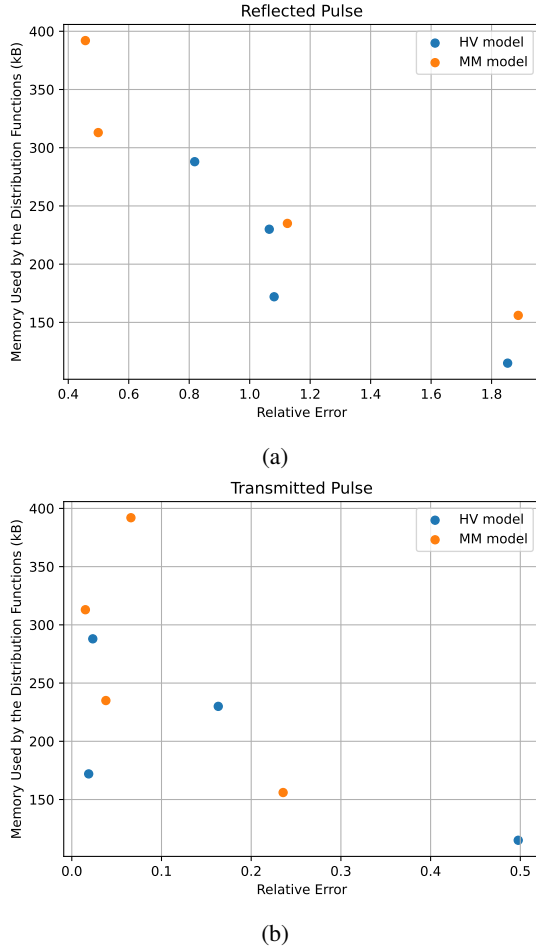 Reflected Pulse
Memory Used by the Distribution Functions (kB)
400
350
300
250
200
150
HV model
MM model
0.4 0.6 0.8 1.0 1.2 1.4 1.6 1.8
Relative Error
(a)
Transmitted Pulse
Memory Used by the Distribution Functions (kB)
400
350
300
250
200
150
HV model
MM model
0.0 0.1 0.2 0.3 0.4 0.5
Relative Error
(b)